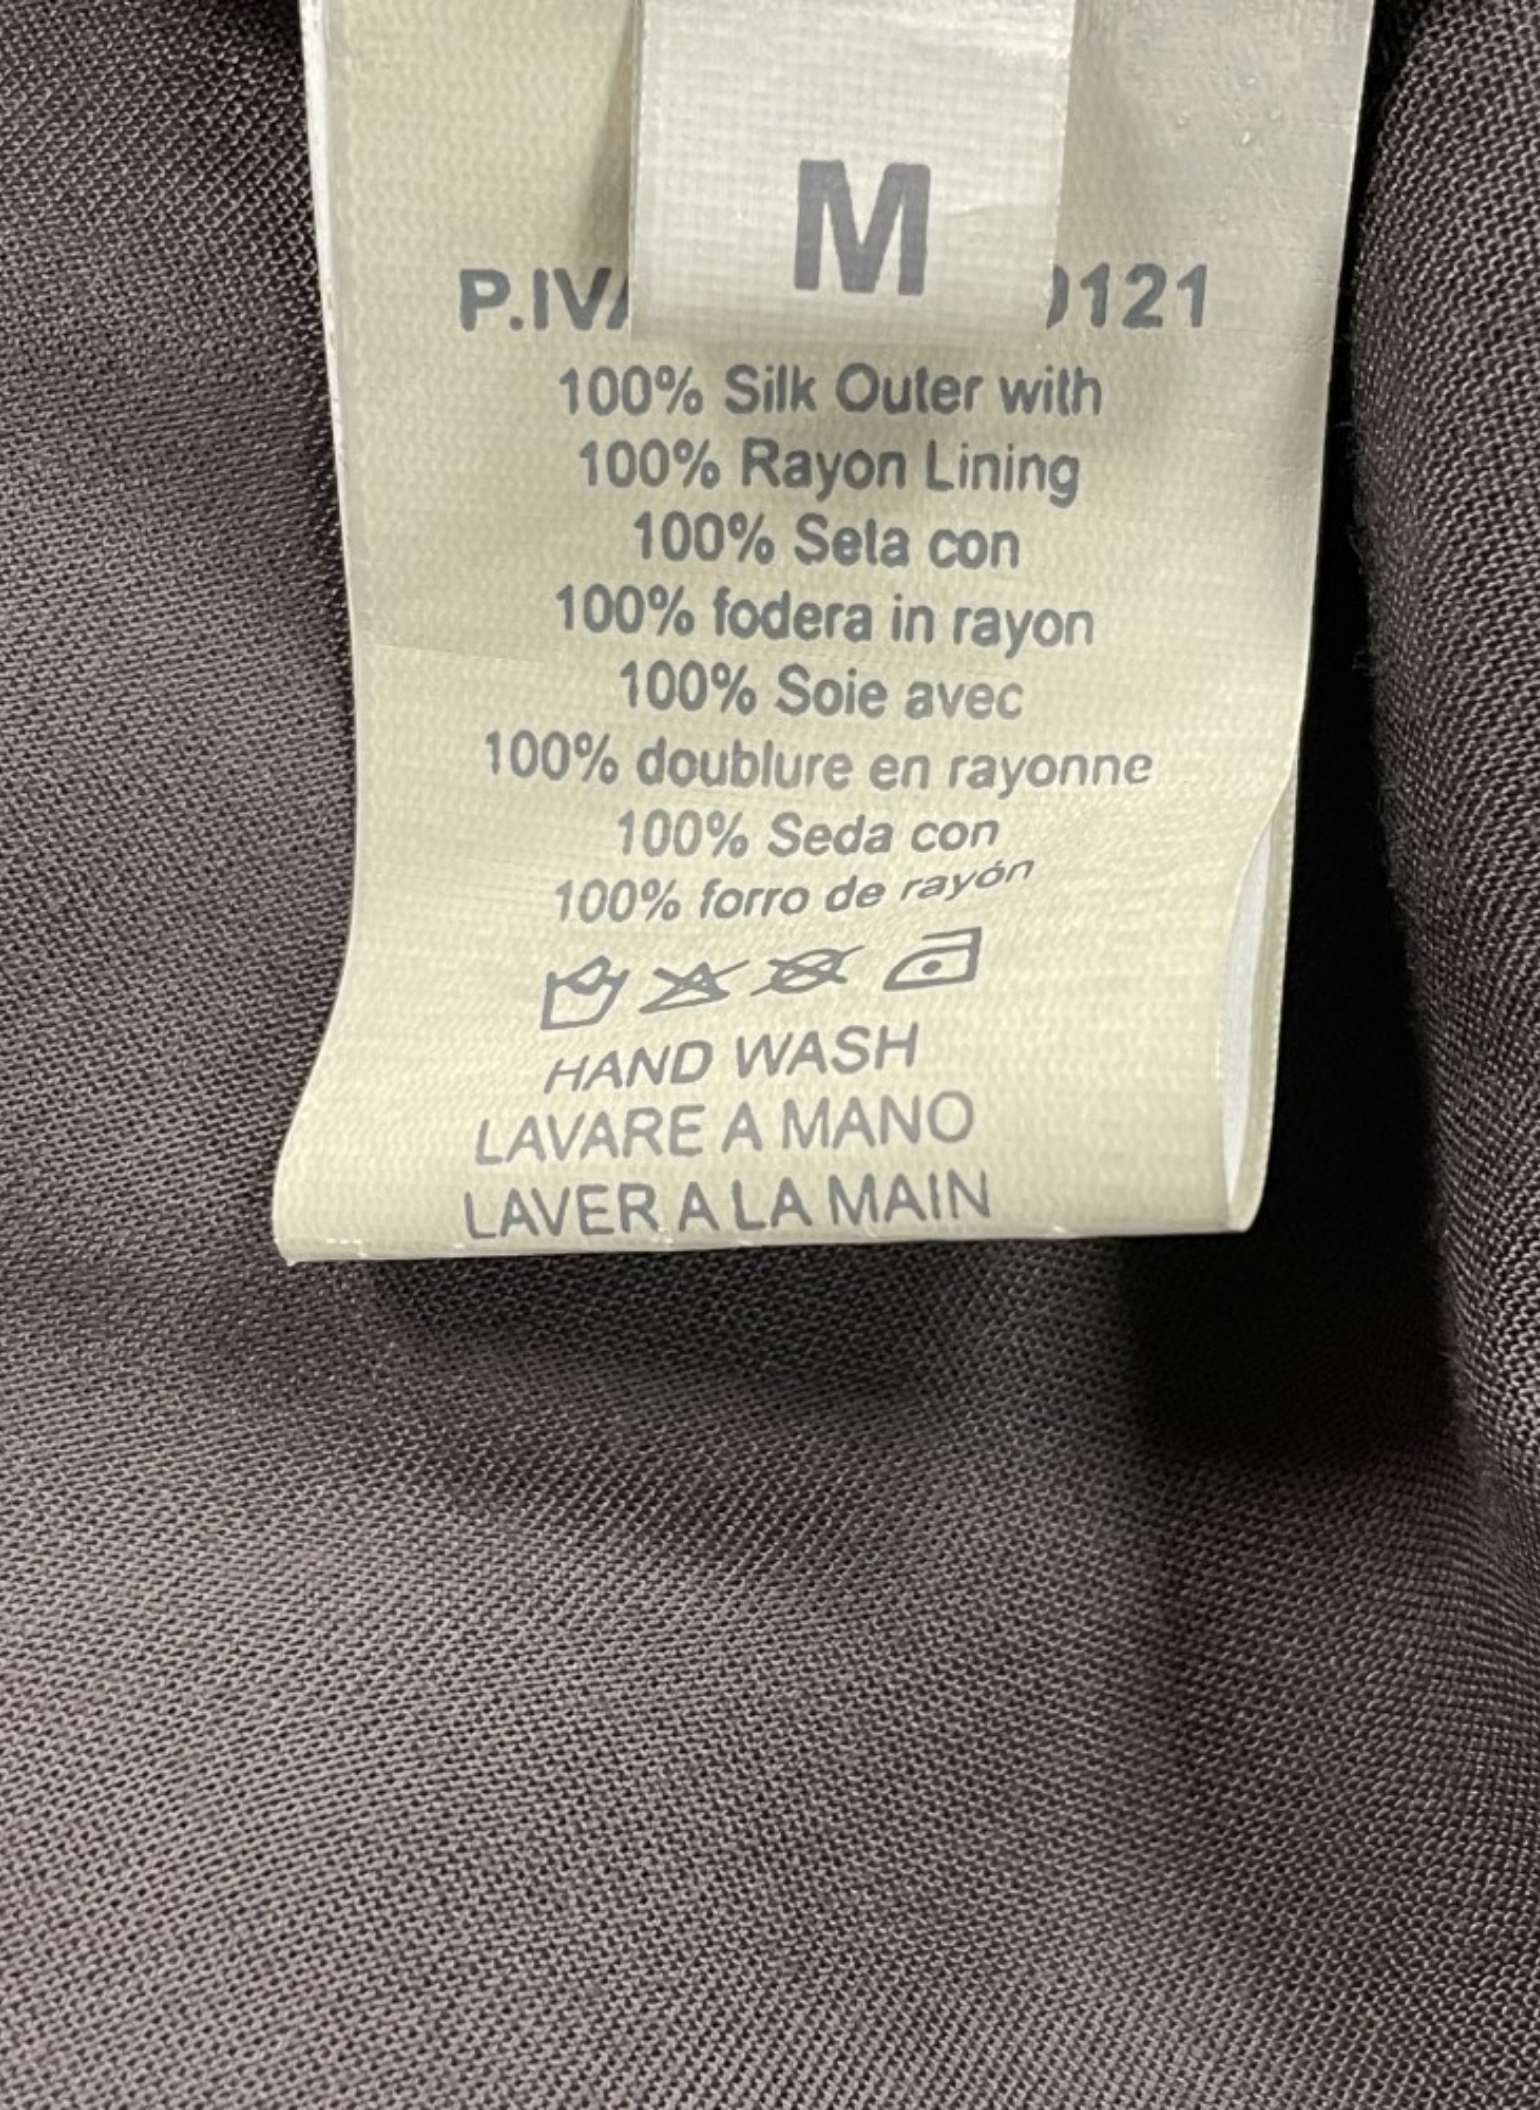 M
P.IVA 0121
100% Silk Outer with
100% Rayon Lining
100% Seta con
100% fodera in rayon
100% Soie avec
100% doublure en rayonne
100% Seda con
100% forro de rayón
HAND WASH
LAVARE A MANO
LAVER A LA MAIN